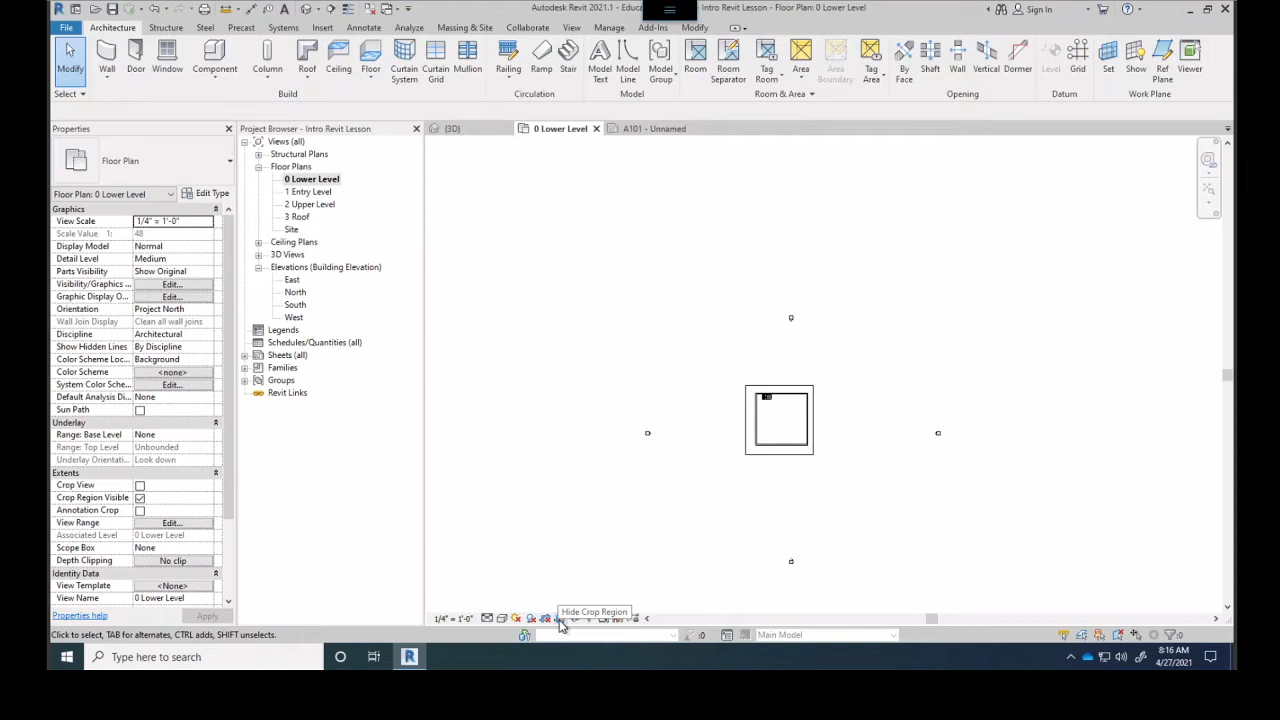 Autodesk Revit 2021.1 - Educa
Intro Revit Lesson - Floor Plan: 0 Lower Level
Sign In
File Architecture Structure Steel Precast Systems Insert Annotate Analyze Massing & Site Collaborate View Manage Add-Ins Modify
Modify Wall Door Window Component Column Roof Ceiling Floor Curtain System Curtain Grid Mullion Railing Ramp Stair Model Text Model Line Model Group Room Room Separator Tag Room Area Area Boundary Tag Area By Face Shaft Wall Vertical Dormer Level Grid Set Show Ref Plane Viewer
Select Build Circulation Model Room & Area Opening Datum Work Plane
Properties
Floor Plan
Floor Plan: 0 Lower Level Edit Type
Graphics
View Scale 1/4" = 1'-0"
Scale Value 1: 48
Display Model Normal
Detail Level Medium
Parts Visibility Show Original
Visibility/Graphics ... Edit...
Graphic Display O... Edit...
Orientation Project North
Wall Join Display Clean all wall joins
Discipline Architectural
Show Hidden Lines By Discipline
Color Scheme Loc... Background
Color Scheme <none>
System Color Sche... Edit...
Default Analysis Di... None
Sun Path
Underlay
Range: Base Level None
Range: Top Level Unbounded
Underlay Orientati... Look down
Extents
Crop View
Crop Region Visible
Annotation Crop
View Range Edit...
Associated Level 0 Lower Level
Scope Box None
Depth Clipping No clip
Identity Data
View Template <None>
View Name 0 Lower Level
Properties help Apply
Project Browser - Intro Revit Lesson
Views (all)
Structural Plans
Floor Plans
0 Lower Level
1 Entry Level
2 Upper Level
3 Roof
Site
Ceiling Plans
3D Views
Elevations (Building Elevation)
East
North
South
West
Legends
Schedules/Quantities (all)
Sheets (all)
Families
Groups
Revit Links
{3D} 0 Lower Level A101 - Unnamed
Hide Crop Region
1/4" = 1'-0"
Click to select, TAB for alternates, CTRL adds, SHIFT unselects.
:0 Main Model :0
Type here to search
8:16 AM
4/27/2021